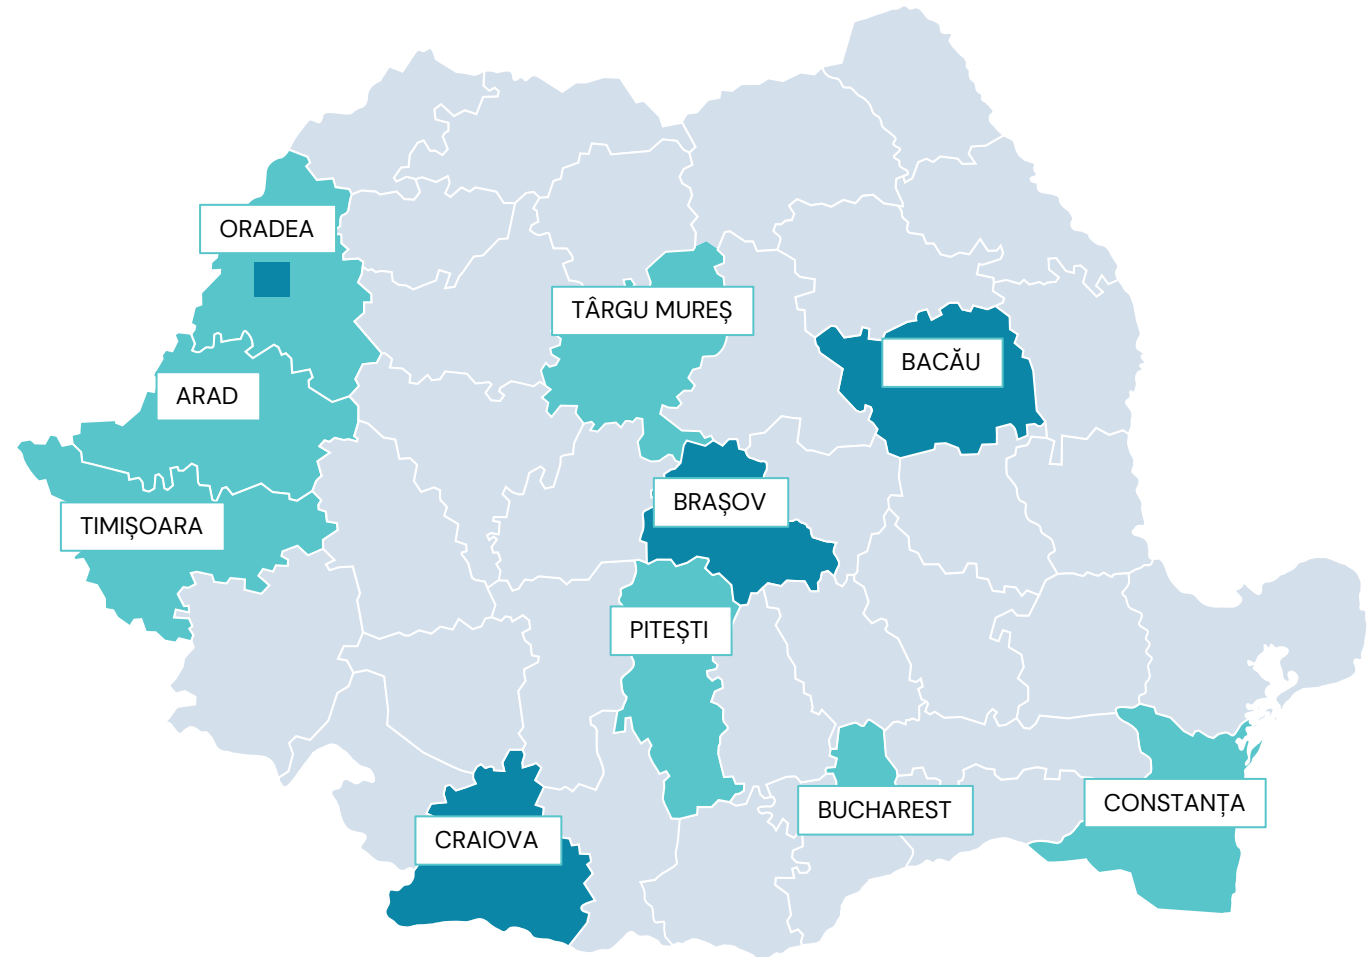 ORADEA
TÂRGU MUREȘ
BACĂU
ARAD
BRAȘOV
TIMIȘOARA
PITEȘTI
CONSTANȚA
BUCHAREST
CRAIOVA